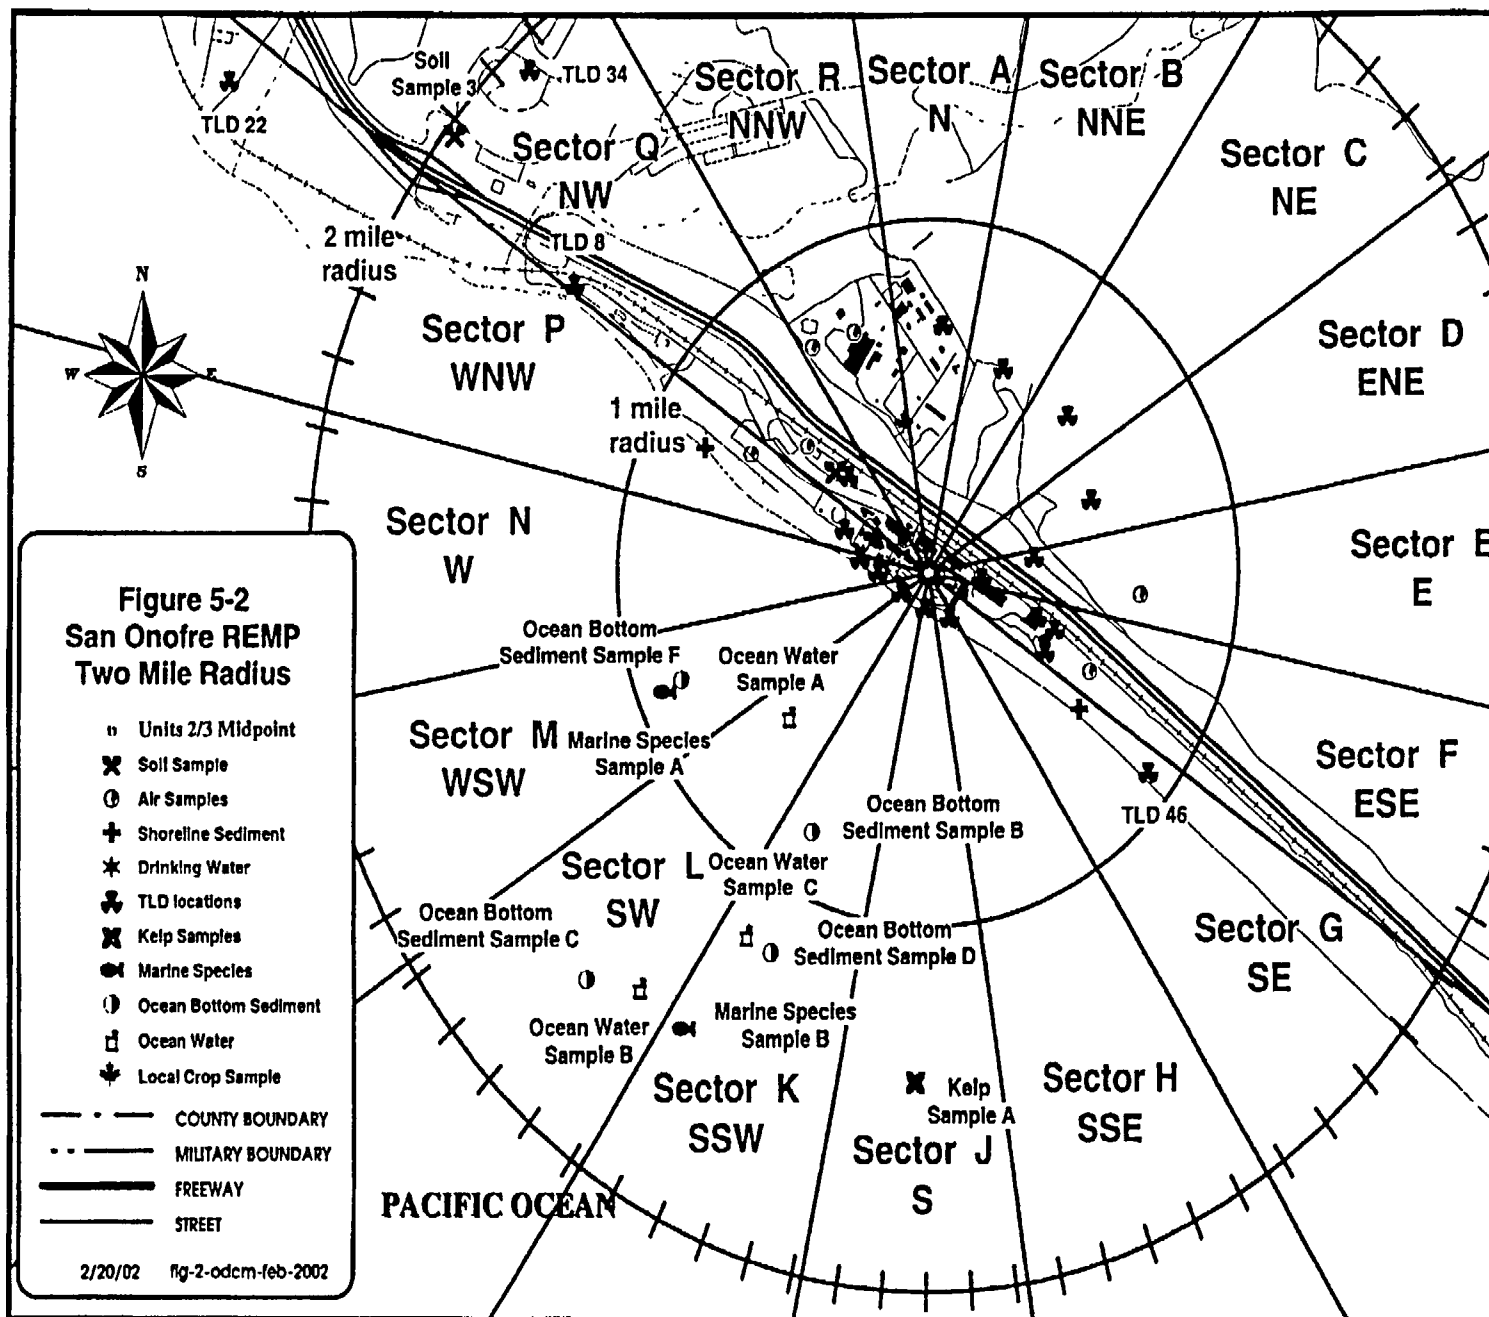 Soil
Sample 3
TLD 34
TLD 22
Sector R
NNW
Sector A
N
Sector B
NNE
Sector Q
NW
Sector C
NE
2 mile
radius
TLD 8
N
W
E
S
Sector P
WNW
Sector D
ENE
1 mile
radius
Sector N
W
Sector E
E
Ocean Bottom
Sediment Sample F
Ocean Water
Sample A
Sector M
WSW
Marine Species
Sample A
Sector F
ESE
Ocean Bottom
Sediment Sample B
TLD 46
Sector L
SW
Ocean Water
Sample C
Ocean Bottom
Sediment Sample C
Ocean Bottom
Sediment Sample D
Sector G
SE
Ocean Water
Sample B
Marine Species
Sample B
Sector K
SSW
Kelp
Sample A
Sector J
S
Sector H
SSE
PACIFIC OCEAN
Figure 5-2
San Onofre REMP
Two Mile Radius
Units 2/3 Midpoint
Soil Sample
Air Samples
Shoreline Sediment
Drinking Water
TLD locations
Kelp Samples
Marine Species
Ocean Bottom Sediment
Ocean Water
Local Crop Sample
COUNTY BOUNDARY
MILITARY BOUNDARY
FREEWAY
STREET
2/20/02 fig-2-odcm-feb-2002